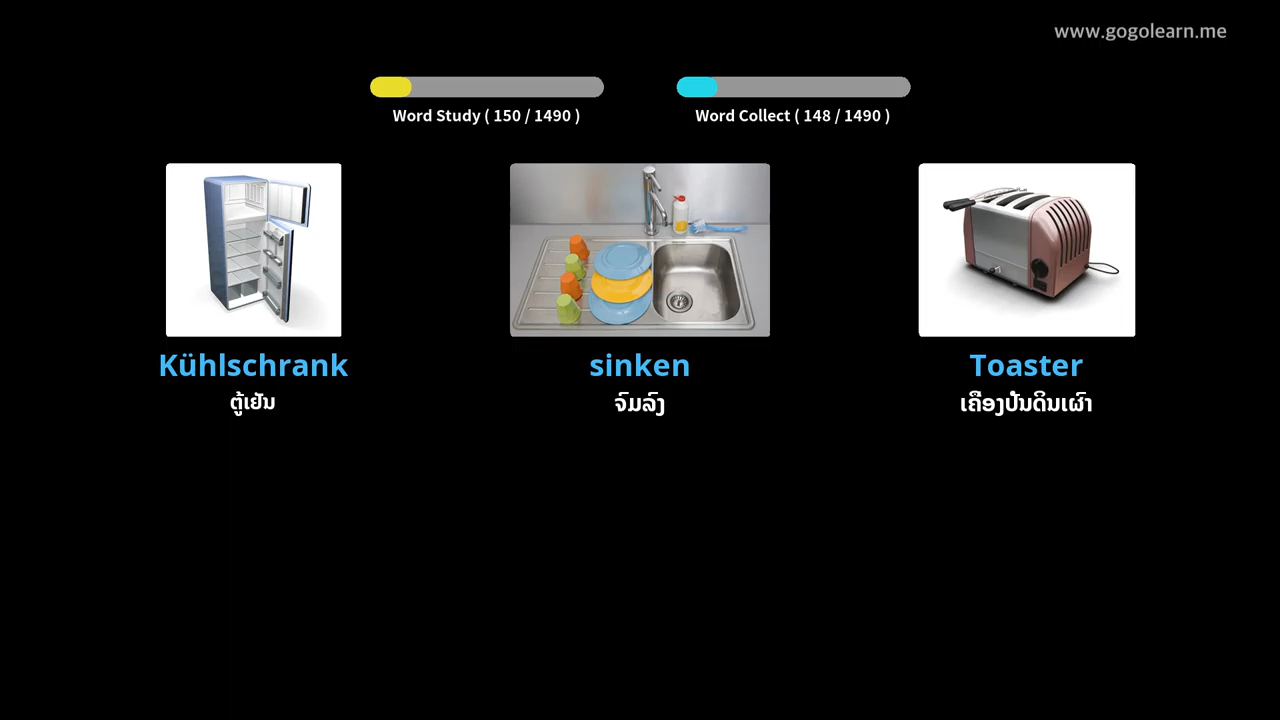 www.gogolearn.me
Word Study ( 150 / 1490 )
Word Collect ( 148 / 1490 )
Kühlschrank
ຕູ້ເຢັນ
sinken
ຈົມລົງ
Toaster
ເຄື່ອງປັ້ນດິນເຜົາ